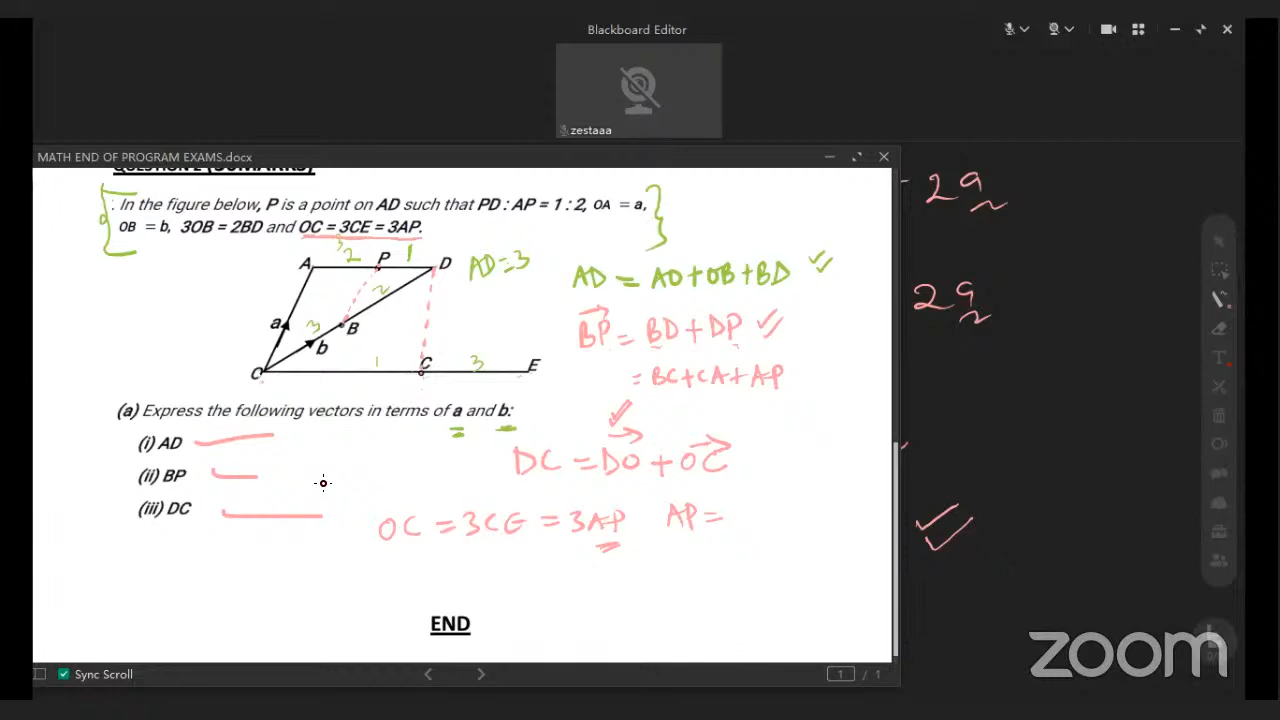 Blackboard Editor
zestaaa
MATH END OF PROGRAM EXAMS.docx
. In the figure below, P is a point on AD such that PD : AP = 1 : 2, OA = a,
OB = b, 3OB = 2BD and OC = 3CE = 3AP.
A 2 P 1 D AD=3
2
a 3 B
b
O 1 C 3 E
AD = AO+OB+BD
BP = BD + DP
= BC+CA+AP
(a) Express the following vectors in terms of a and b:
(i) AD
(ii) BP
(iii) DC
DC = DO + OC
OC = 3CE = 3AP AP =
END
2a
2a
Sync Scroll
1 / 1
zoom